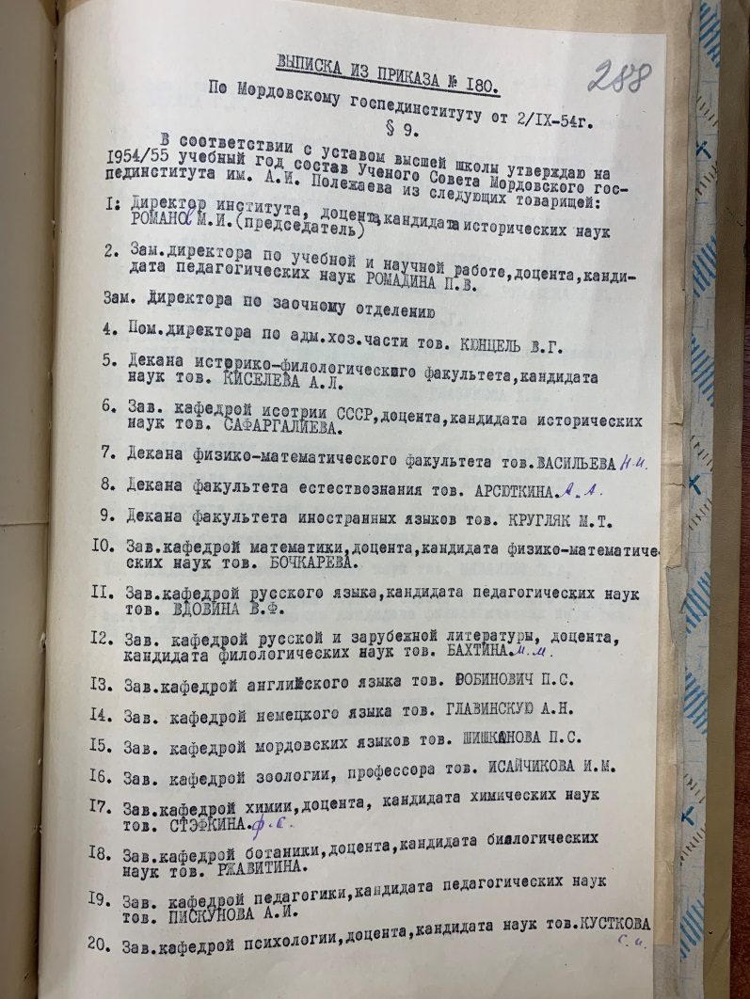 288
ВЫПИСКА ИЗ ПРИКАЗА № 180.
По Мордовскому госпединституту от 2/IX-54г.
§ 9.
В соответствии с уставом высшей школы утверждаю на
1954/55 учебный год состав Ученого Совета Мордовского гос-
пединститута им. А.И. Полежаева из следующих товарищей:
I: Директор института, доцента,кандидата исторических наук
РОМАНОВ М.И.(председатель)
2. Зам.директора по учебной и научной работе,доцента,канди-
дата педагогических наук РОМАДИНА П.В.
Зам. Директора по заочному отделению
4. Пом.директора по адм.хоз.части тов. КЮНЦЕЛЬ В.Г.
5. Декана историко-филологического факультета,кандидата
наук тов. КИСЕЛЕВА А.Л.
6. Зав. кафедрой исотрии СССР,доцента,кандидата исторических
наук тов. САФАРГАЛИЕВА.
7. Декана физико-математического факультета тов.ВАСИЛЬЕВА Н.И.
8. Декана факультета естествознания тов. АРСЮТКИНА.А.А.
9. Декана факультета иностранных языков тов. КРУГЛЯК М.Т.
10. Зав.кафедрой математики,доцента,кандидата физико-математиче-
ских наук тов. БОЧКАРЕВА.
II. Зав.кафедрой русского языка,кандидата педагогических наук
тов. ВДОВИНА В.Ф.
12. Зав. кафедрой русской и зарубежной литературы, доцента,
кандидата филологических наук тов. БАХТИНА.М.М.
13. Зав.кафедрой английского языка тов. РОБИНОВИЧ П.С.
14. Зав. кафедрой немецкого языка тов. ГЛАВИНСКУЮ А.Н.
15. Зав. кафедрой мордовских языков тов. ШИШКАНОВА П.С.
16. Зав. кафедрой зоологии, профессора тов. ИСАЙЧИКОВА И.М.
17. Зав.кафедрой химии,доцента, кандидата химических наук
тов. СТЭФКИНА.Ф.С.
18. Зав.кафедрой ботаники,доцента,кандидата биологических
наук тов. РЖАВИТИНА.
19. Зав. кафедрой педагогики,кандидата педагогических наук
тов. ПИСКУНОВА А.И.
20. Зав.кафедрой психологии,доцента,кандидата наук тов.КУСТКОВА
С.И.